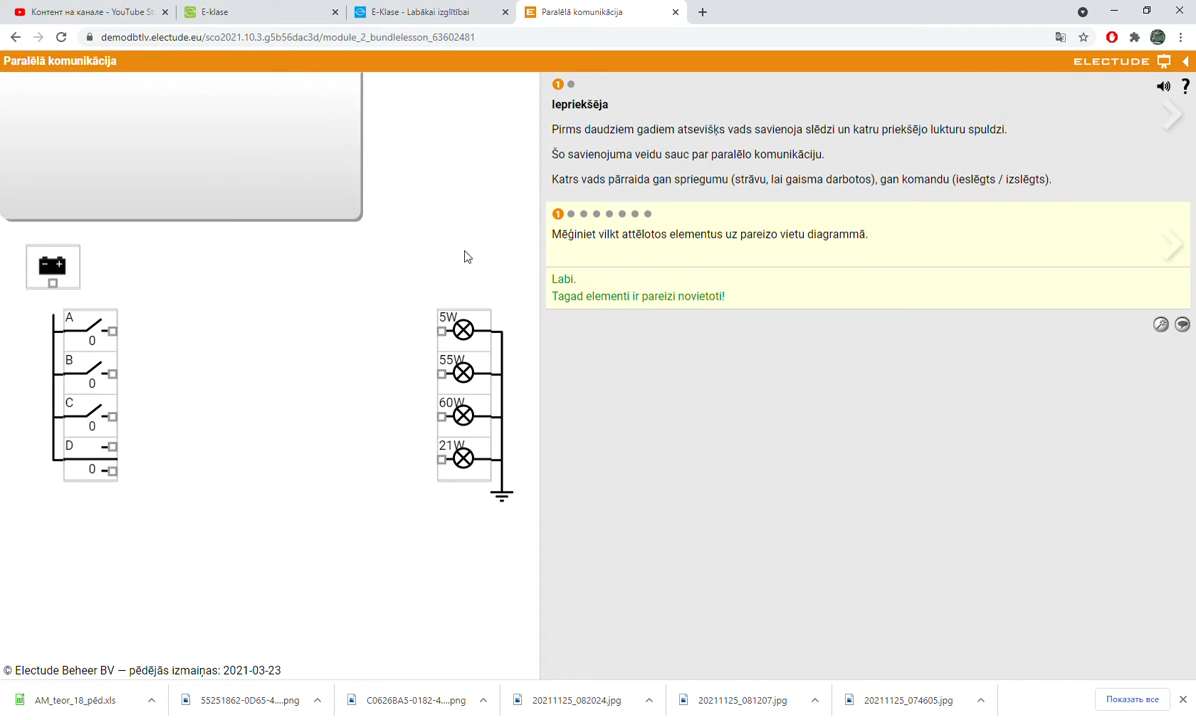 Контент на канале - YouTube St
E-klase
E-Klase - Labākai izglītībai
Paralēlā komunikācija
demodbtlv.electude.eu/sco2021.10.3.g5b56dac3d/module_2_bundlelesson_63602481
Paralēlā komunikācija
ELECTUDE
1
?
Iepriekšēja
Pirms daudziem gadiem atsevišķs vads savienoja slēdzi un katru priekšējo lukturu spuldzi.
Šo savienojuma veidu sauc par paralēlo komunikāciju.
Katrs vads pārraida gan spriegumu (strāvu, lai gaisma darbotos), gan komandu (ieslēgts / izslēgts).
1
Mēģiniet vilkt attēlotos elementus uz pareizo vietu diagrammā.
Labi.
Tagad elementi ir pareizi novietoti!
- +
A
0
B
0
C
0
D
0
5W
55W
60W
21W
© Electude Beheer BV — pēdējās izmaiņas: 2021-03-23
AM_teor_18_pēd.xls
55251862-0D65-4....png
C0626BA5-0182-4....png
20211125_082024.jpg
20211125_081207.jpg
20211125_074605.jpg
Показать все